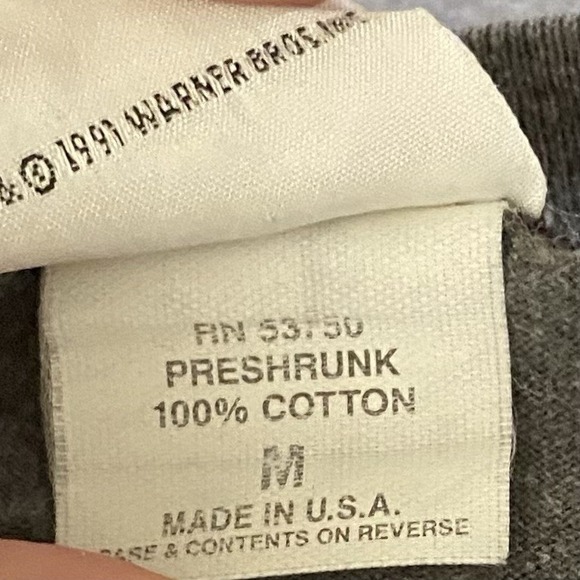 & © 1991 WARNER BROS. Inc.
RN
PRESHRUNK
100% COTTON
M
MADE IN U.S.A.
& CONTENTS ON REVERSE